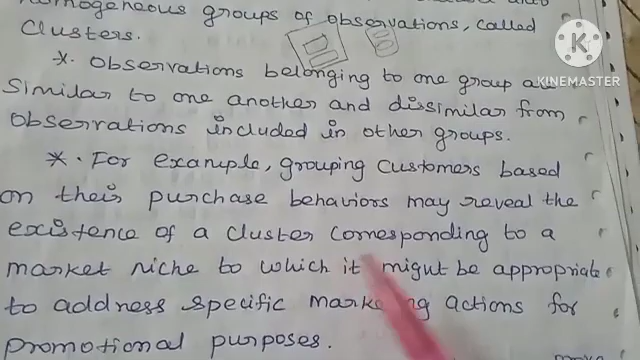 homogeneous groups of observations, called
clusters.
*. Observations belonging to one group are
similar to one another and dissimilar from
observations included in other groups.
*. For example, grouping customers based
on their purchase behaviors may reveal the
existence of a cluster corresponding to a
market niche to which it might be appropriate
to address specific marketing actions for
promotional purposes.
KINEMASTER